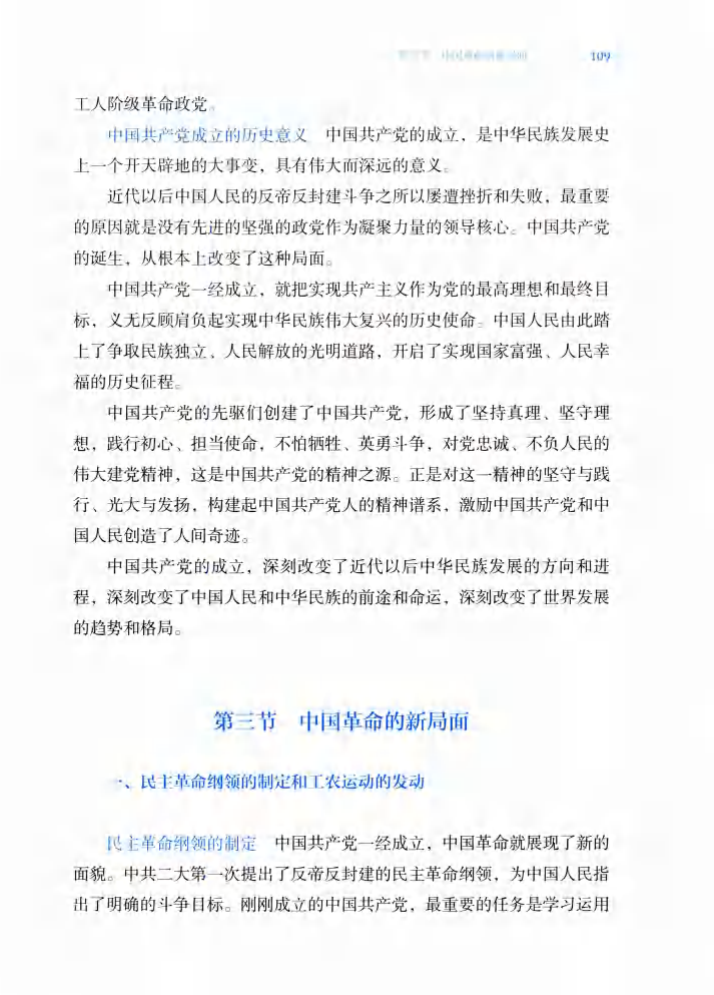 第三节 中国革命的新局面 109
工人阶级革命政党。
中国共产党成立的历史意义 中国共产党的成立，是中华民族发展史
上一个开天辟地的大事变，具有伟大而深远的意义。
近代以后中国人民的反帝反封建斗争之所以屡遭挫折和失败，最重要
的原因就是没有先进的坚强的政党作为凝聚力量的领导核心。中国共产党
的诞生，从根本上改变了这种局面。
中国共产党一经成立，就把实现共产主义作为党的最高理想和最终目
标，义无反顾肩负起实现中华民族伟大复兴的历史使命。中国人民由此踏
上了争取民族独立、人民解放的光明道路，开启了实现国家富强、人民幸
福的历史征程。
中国共产党的先驱们创建了中国共产党，形成了坚持真理、坚守理
想，践行初心、担当使命，不怕牺牲、英勇斗争，对党忠诚、不负人民的
伟大建党精神，这是中国共产党的精神之源。正是对这一精神的坚守与践
行、光大与发扬，构建起中国共产党人的精神谱系，激励中国共产党和中
国人民创造了人间奇迹。
中国共产党的成立，深刻改变了近代以后中华民族发展的方向和进
程，深刻改变了中国人民和中华民族的前途和命运，深刻改变了世界发展
的趋势和格局。
第三节 中国革命的新局面
一、民主革命纲领的制定和工农运动的发动
民主革命纲领的制定 中国共产党一经成立，中国革命就展现了新的
面貌。中共二大第一次提出了反帝反封建的民主革命纲领，为中国人民指
出了明确的斗争目标。刚刚成立的中国共产党，最重要的任务是学习运用